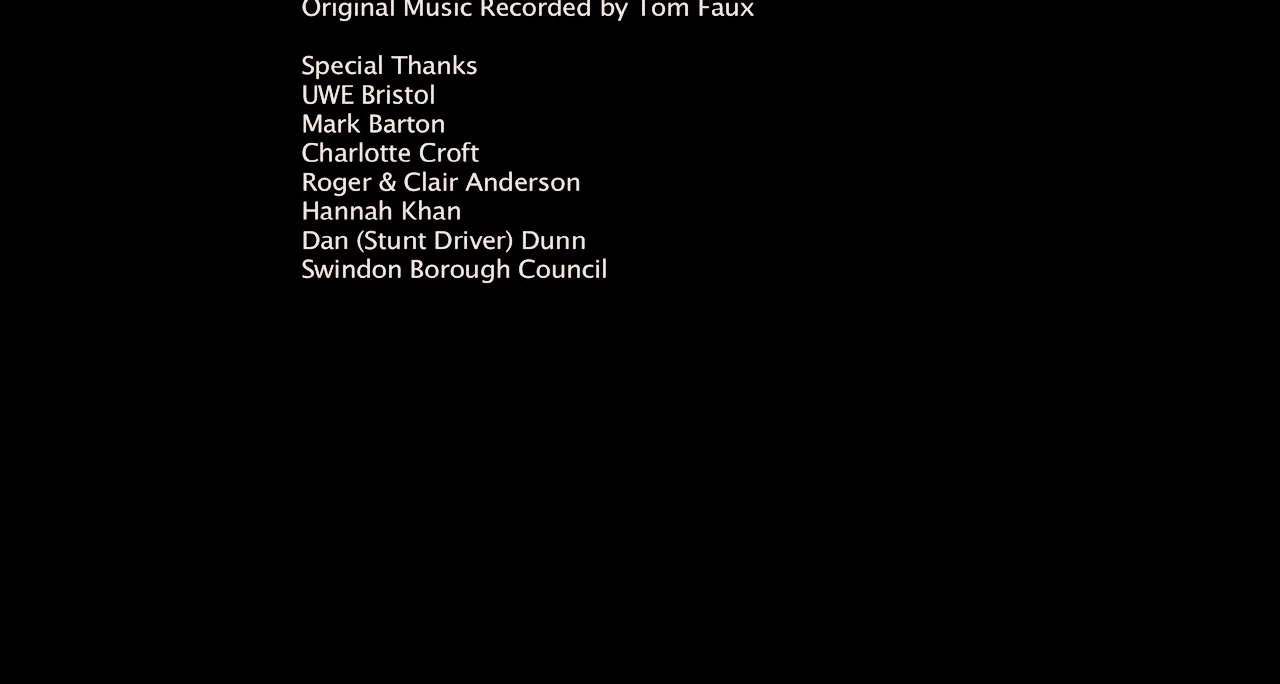 Original Music Recorded by Tom Faux
Special Thanks
UWE Bristol
Mark Barton
Charlotte Croft
Roger & Clair Anderson
Hannah Khan
Dan (Stunt Driver) Dunn
Swindon Borough Council